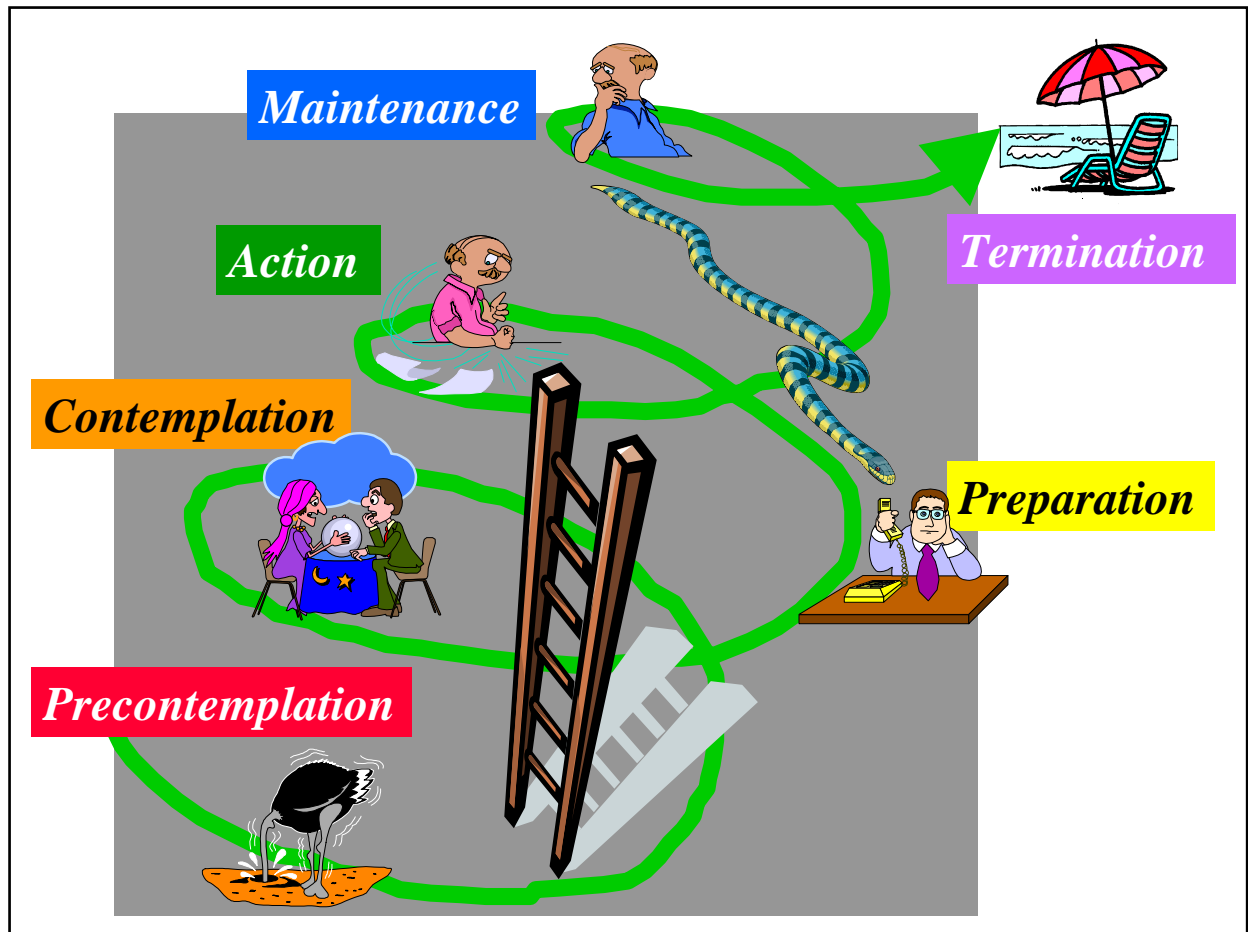 Maintenance
Termination
Action
Contemplation
Preparation
Precontemplation